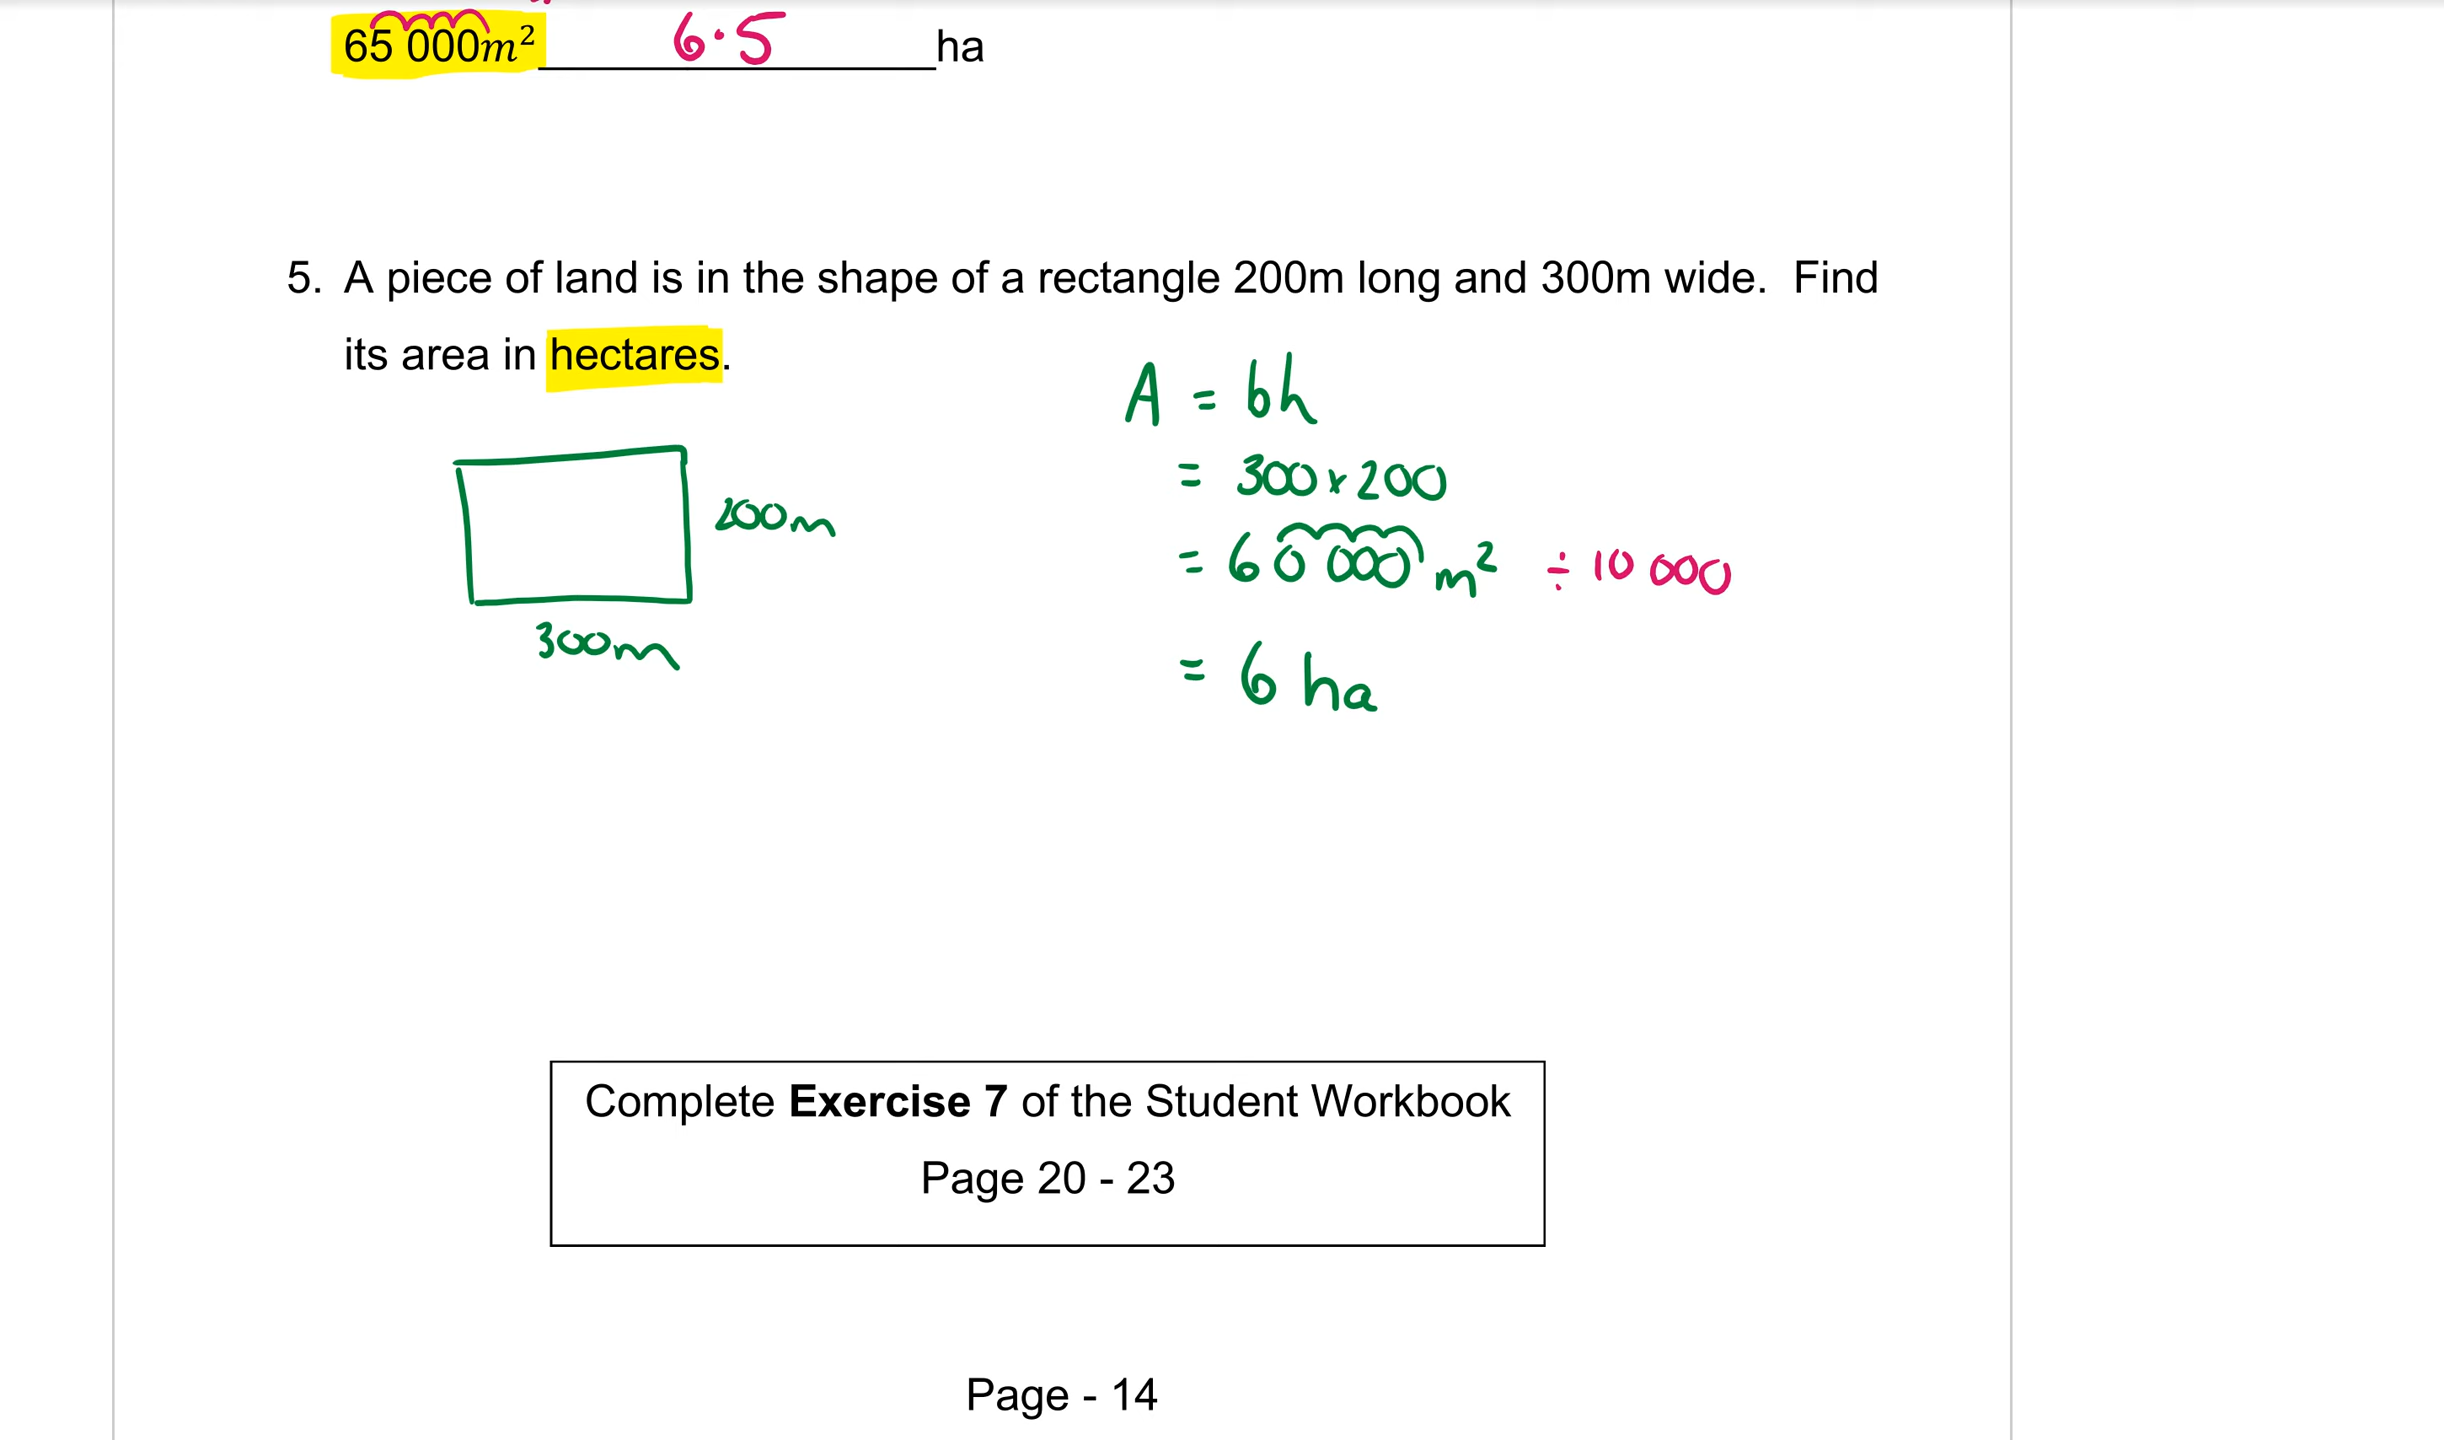 65 000m² 6.5 ha
5. A piece of land is in the shape of a rectangle 200m long and 300m wide. Find
its area in hectares.
A = bh
= 300 x 200
200m
= 60 000 m² ÷ 10 000
300m
= 6 ha
Complete Exercise 7 of the Student Workbook
Page 20 - 23
Page - 14